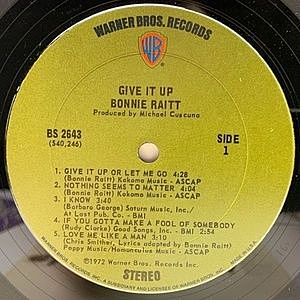 WARNER BROS. RECORDS
WB
GIVE IT UP
BONNIE RAITT
Produced by Michael Cuscuna
BS 2643
(S40,246)
SIDE
1
1. GIVE IT UP OR LET ME GO 4:28
(Bonnie Raitt) Kokomo Music - ASCAP
2. NOTHING SEEMS TO MATTER 4:04
(Bonnie Raitt) Kokomo Music - ASCAP
3. I KNOW 3:40
(Barbara George) Saturn Music, Inc./
At Last Pub. Co. - BMI
4. IF YOU GOTTA MAKE A FOOL OF SOMEBODY
(Rudy Clarke) Good Songs, Inc. - BMI 2:54
5. LOVE ME LIKE A MAN 3:10
(Chris Smither, Lyrics adapted by Bonnie Raitt)
Poppy Music/Homunculus Music - ASCAP
©1972 Warner Bros. Records Inc.
STEREO